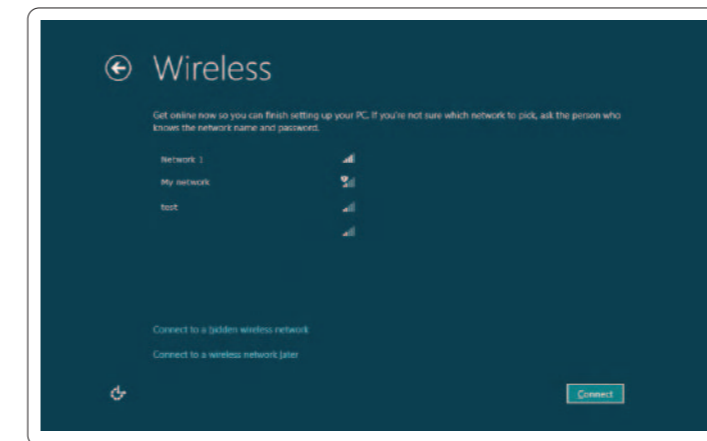 Wireless
Get online now so you can finish setting up your PC. If you're not sure which network to pick, ask the person who
knows the network name and password.
Network 1
My network
test
Connect to a hidden wireless network
Connect to a wireless network later
Connect